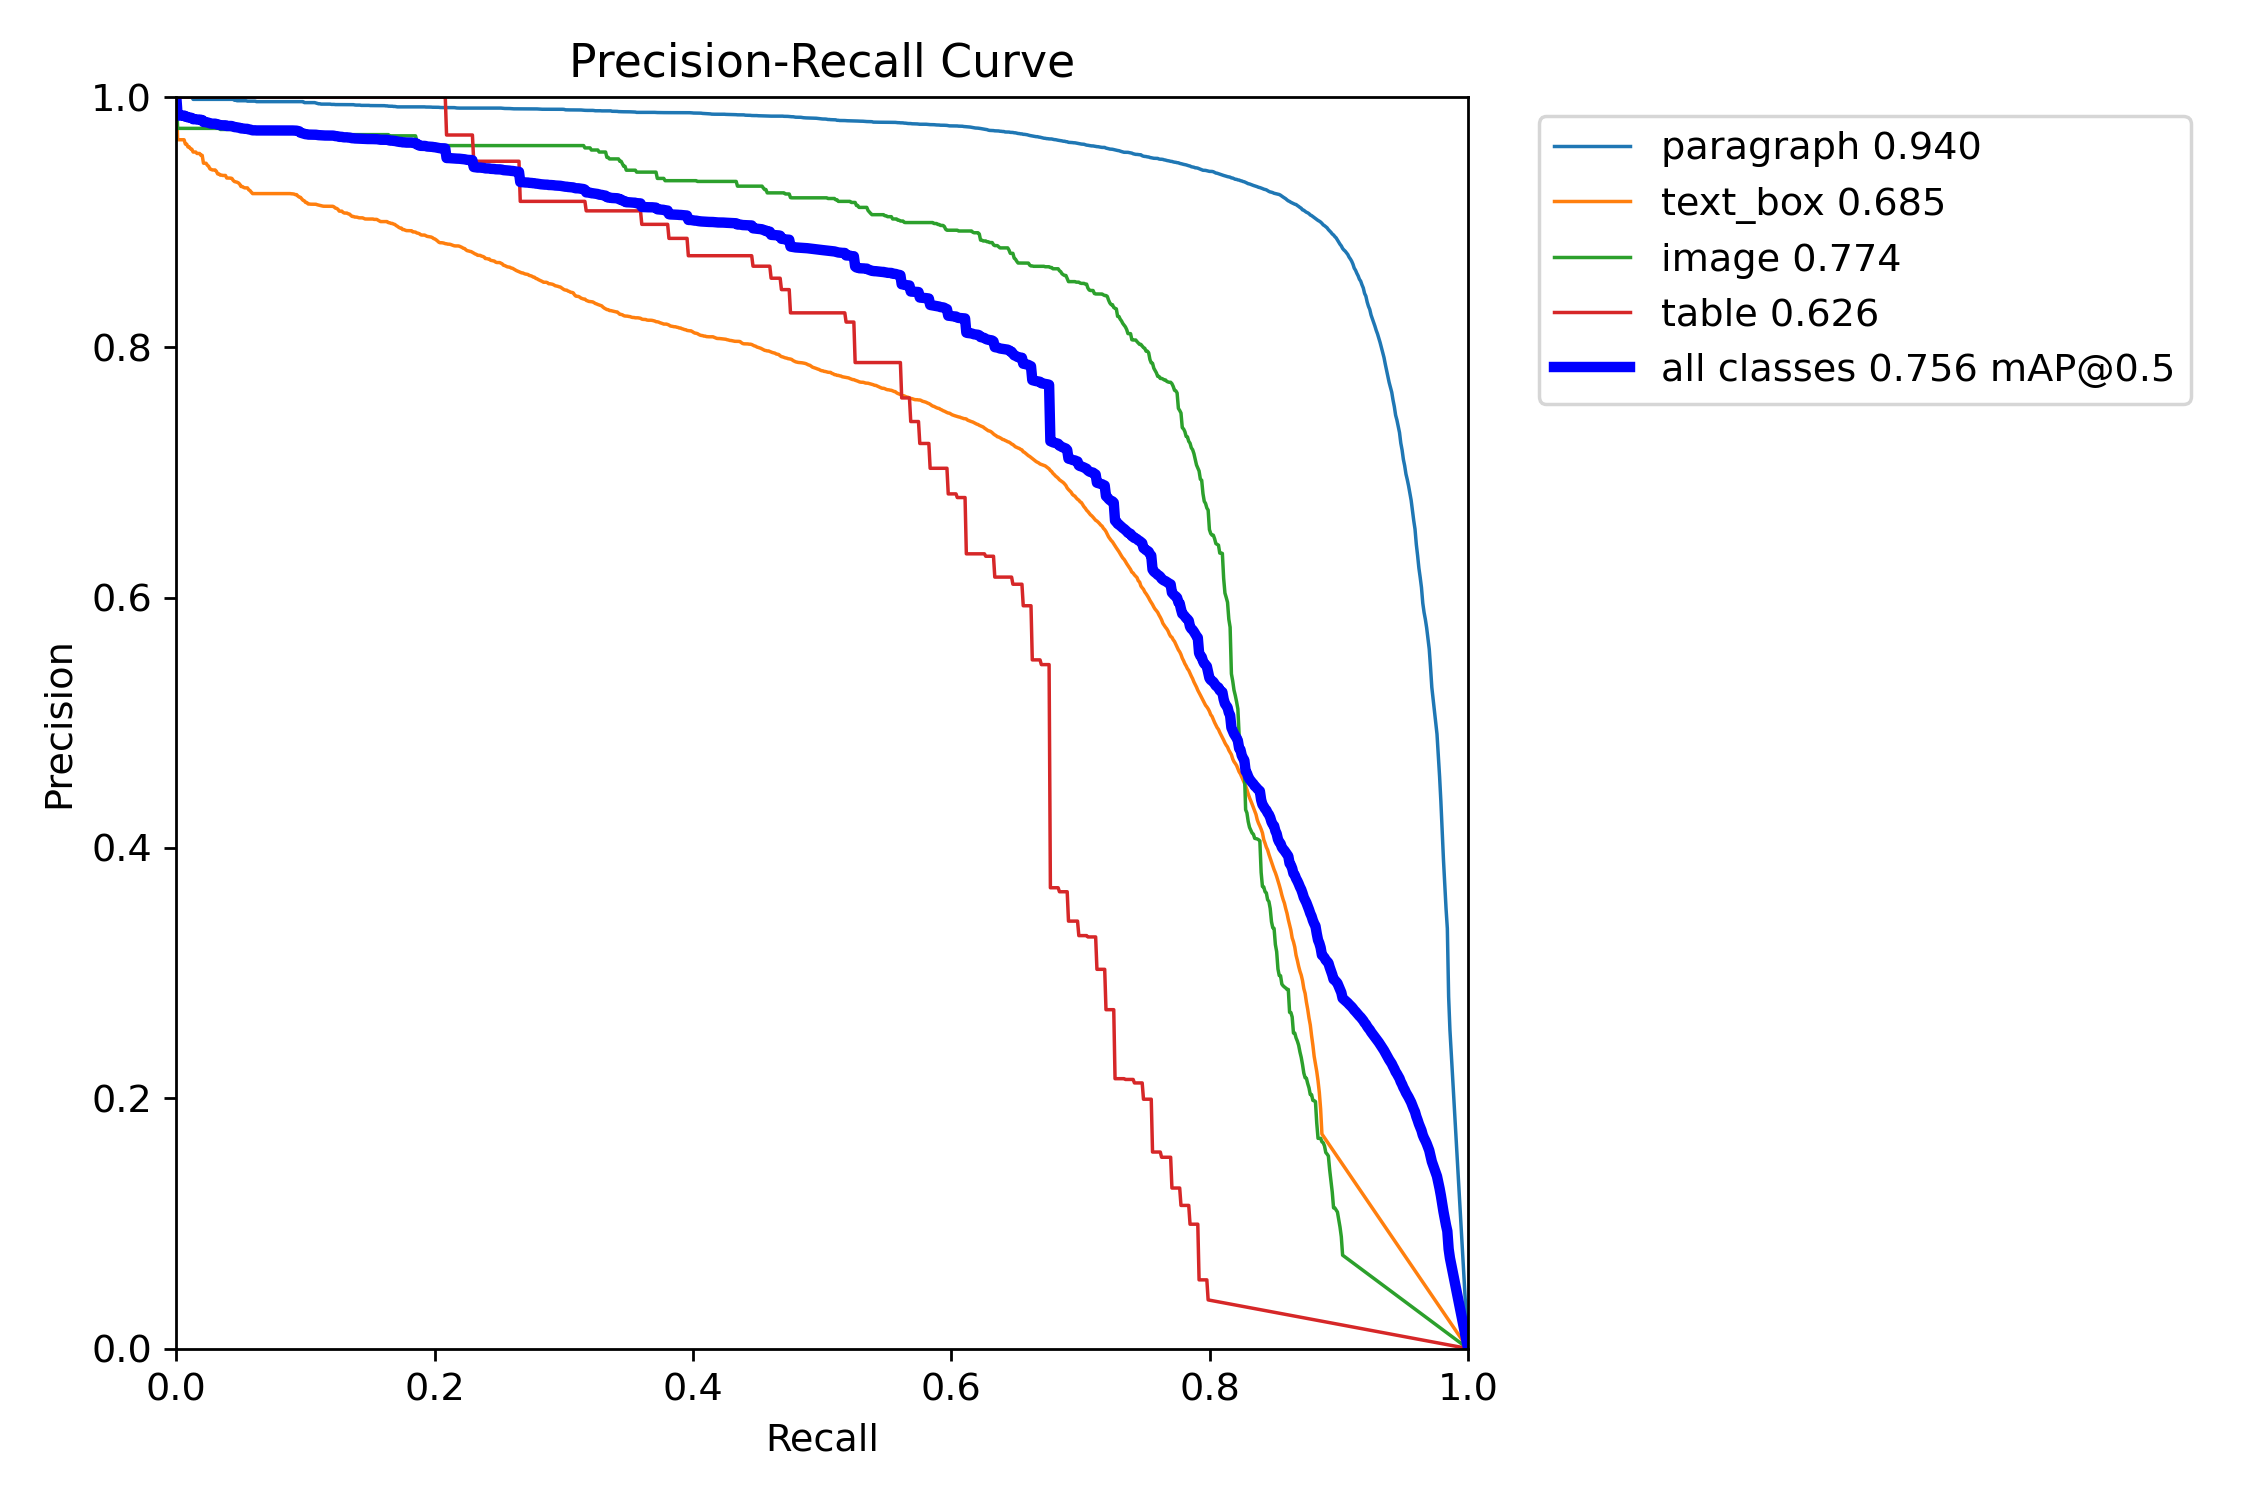 Precision-Recall Curve
1.0
0.8
0.6
0.4
0.2
0.0
Precision
0.0 0.2 0.4 0.6 0.8 1.0
Recall
paragraph 0.940
text_box 0.685
image 0.774
table 0.626
all classes 0.756 mAP@0.5